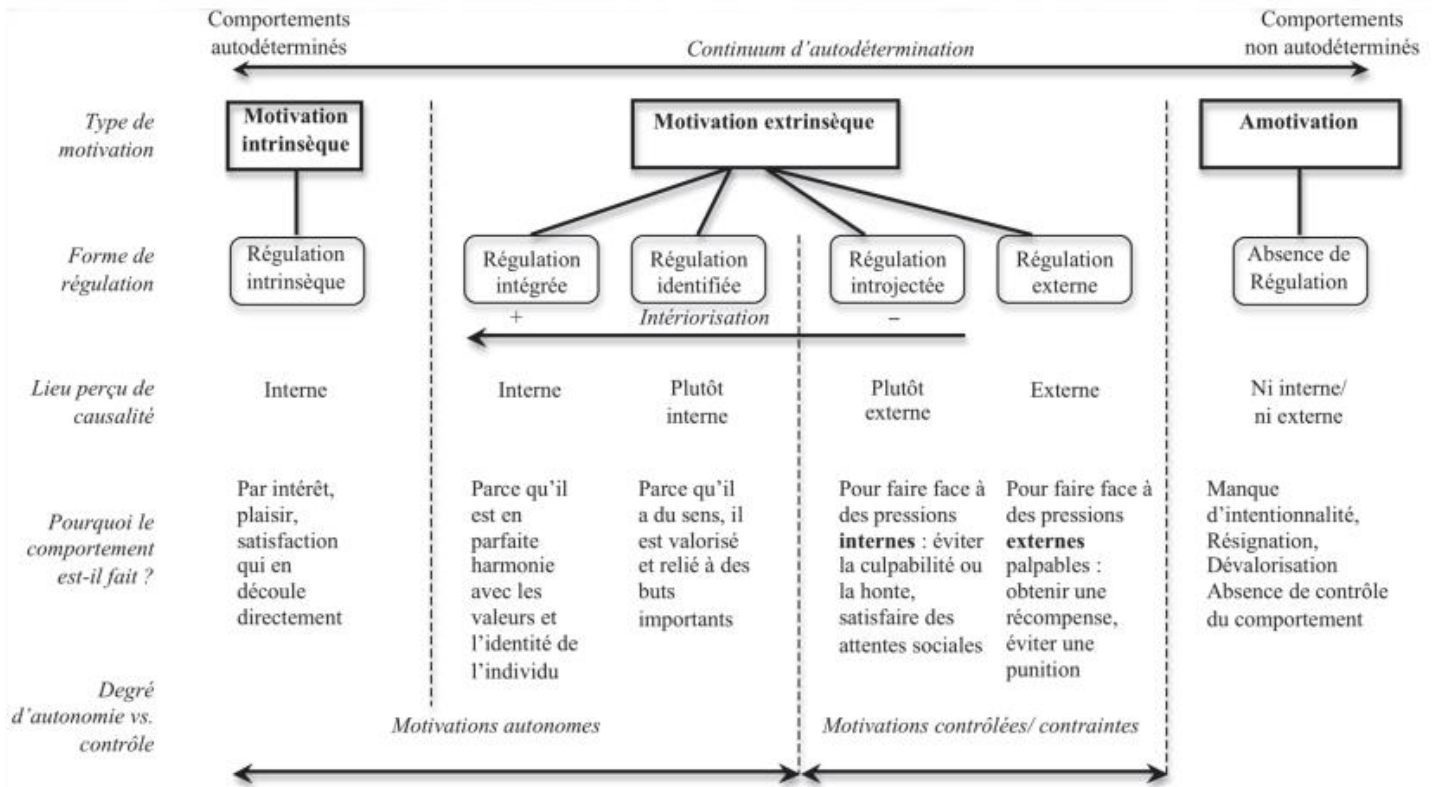 Comportements
autodéterminés
Continuum d'autodétermination
Comportements
non autodéterminés
Type de
motivation
Motivation
intrinsèque
Motivation extrinsèque
Amotivation
Forme de
régulation
Régulation
intrinsèque
Régulation
intégrée
Régulation
identifiée
Régulation
introjectée
Régulation
externe
Absence de
Régulation
+
Intériorisation
–
Lieu perçu de
causalité
Interne
Interne
Plutôt
interne
Plutôt
externe
Externe
Ni interne/
ni externe
Pourquoi le
comportement
est-il fait ?
Par intérêt,
plaisir,
satisfaction
qui en
découle
directement
Parce qu'il
est en
parfaite
harmonie
avec les
valeurs et
l'identité de
l'individu
Parce qu'il
a du sens, il
est valorisé
et relié à des
buts
importants
Pour faire face à
des pressions
internes : éviter
la culpabilité ou
la honte,
satisfaire des
attentes sociales
Pour faire face à
des pressions
externes
palpables :
obtenir une
récompense,
éviter une
punition
Manque
d'intentionnalité,
Résignation,
Dévalorisation
Absence de contrôle
du comportement
Degré
d'autonomie vs.
contrôle
Motivations autonomes
Motivations contrôlées/ contraintes